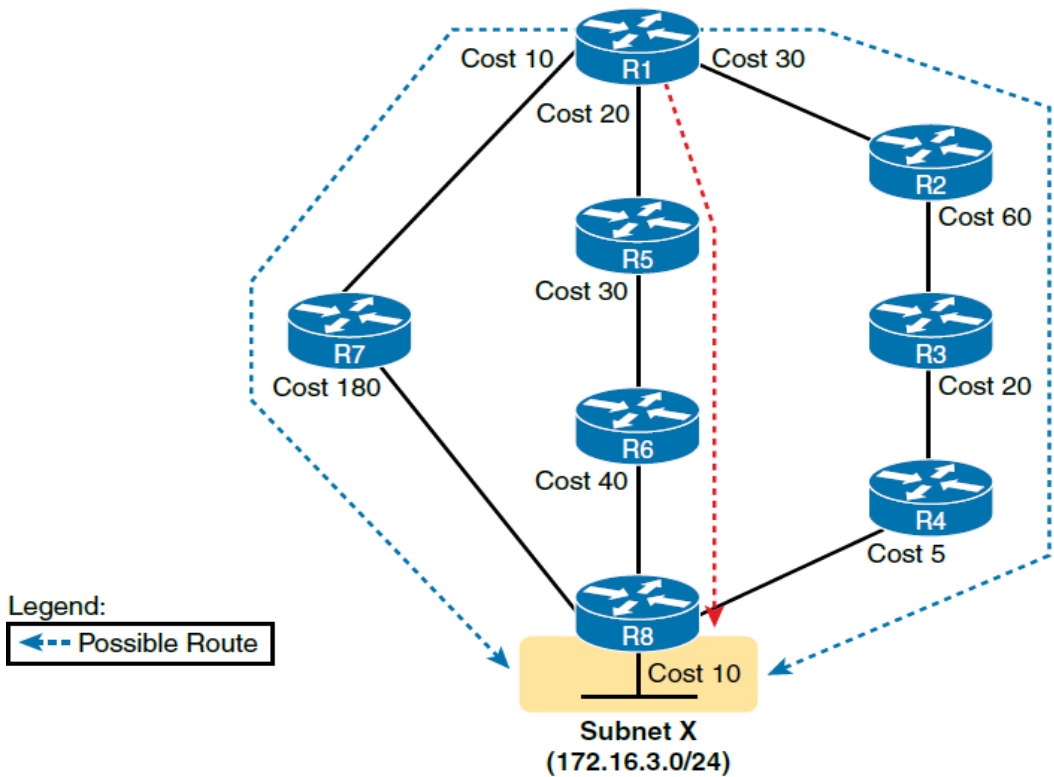 R1
Cost 10
Cost 30
Cost 20
R2
Cost 60
R5
Cost 30
R7
Cost 180
R3
Cost 20
R6
Cost 40
R4
Cost 5
R8
Cost 10
Legend:
Possible Route
Subnet X
(172.16.3.0/24)